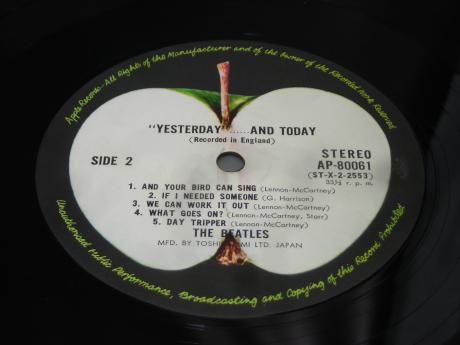 Apple Records - All Rights of the Manufacturer and of the Owner of the Recorded Work Reserved
"YESTERDAY"......AND TODAY
(Recorded in England)
SIDE 2
STEREO
AP-80061
(ST-X-2-2553)
33⅓ r. p. m.
1. AND YOUR BIRD CAN SING (Lennon-McCartney)
2. IF I NEEDED SOMEONE (G. Harrison)
3. WE CAN WORK IT OUT (Lennon-McCartney)
4. WHAT GOES ON? (Lennon-McCartney, Starr)
5. DAY TRIPPER (Lennon-McCartney)
THE BEATLES
MFD. BY TOSHIBA EMI LTD. JAPAN
Unauthorised Public Performance, Broadcasting and Copying of this Record Prohibited